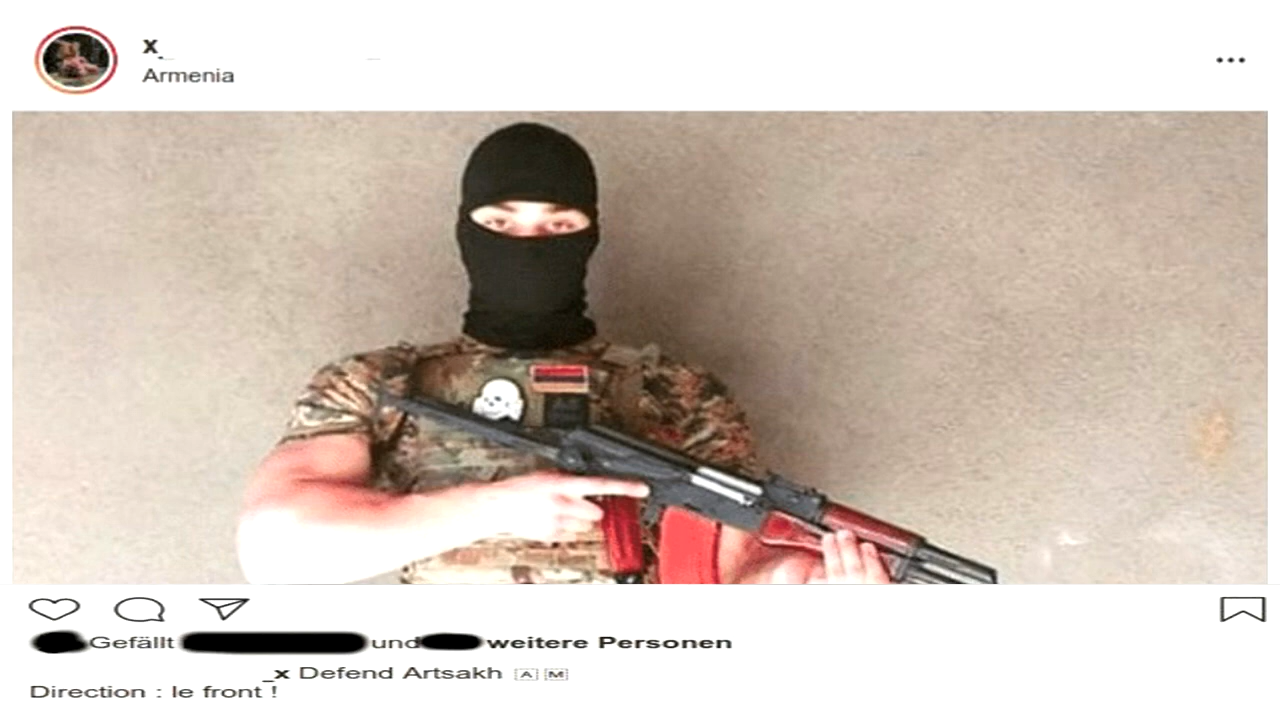 x_
Armenia
Gefällt und weitere Personen
_x Defend Artsakh 🇦🇲
Direction : le front !